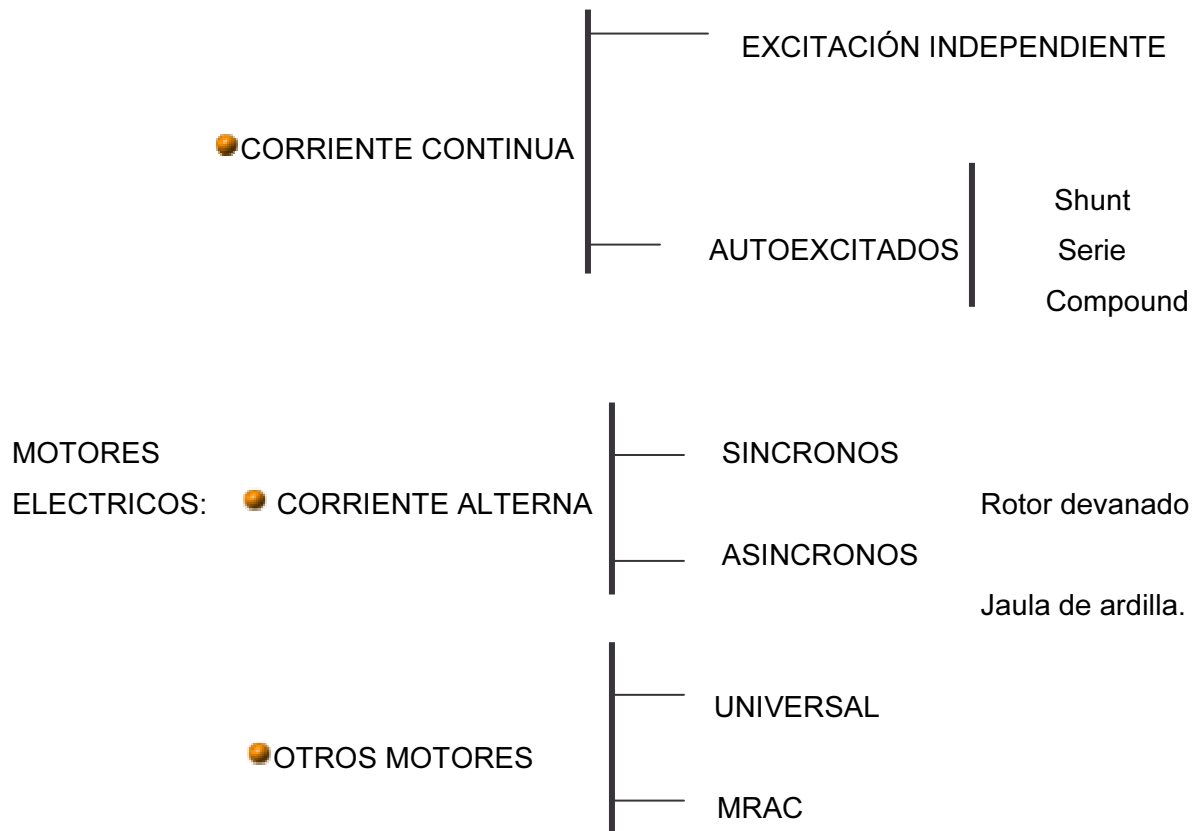 EXCITACIÓN INDEPENDIENTE
CORRIENTE CONTINUA
AUTOEXCITADOS
Shunt
Serie
Compound
MOTORES
ELECTRICOS:
CORRIENTE ALTERNA
SINCRONOS
ASINCRONOS
Rotor devanado
Jaula de ardilla.
OTROS MOTORES
UNIVERSAL
MRAC